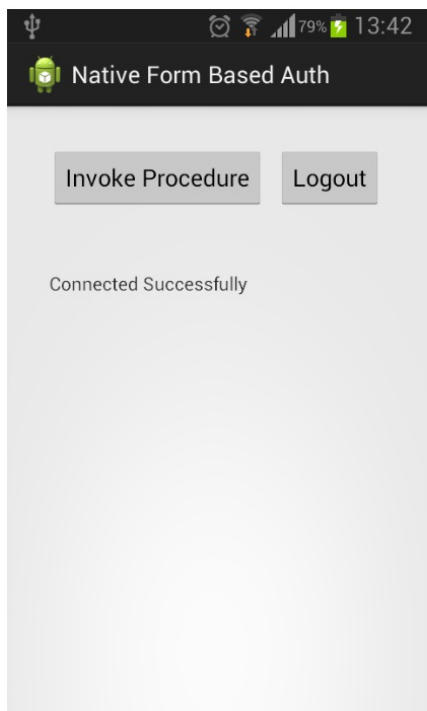 79% 13:42
Native Form Based Auth
Invoke Procedure Logout
Connected Successfully